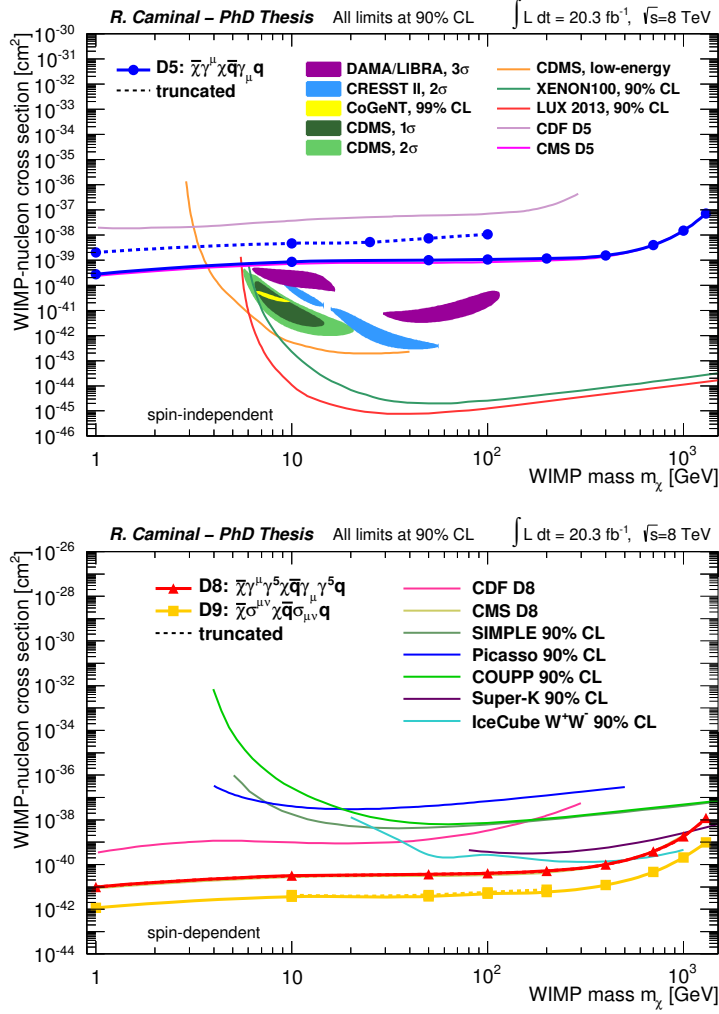 R. Caminal – PhD Thesis All limits at 90% CL ∫ L dt = 20.3 fb⁻¹, √s=8 TeV
WIMP-nucleon cross section [cm²]
10⁻³⁰
10⁻³¹
10⁻³²
10⁻³³
10⁻³⁴
10⁻³⁵
10⁻³⁶
10⁻³⁷
10⁻³⁸
10⁻³⁹
10⁻⁴⁰
10⁻⁴¹
10⁻⁴²
10⁻⁴³
10⁻⁴⁴
10⁻⁴⁵
10⁻⁴⁶
D5: χ̄γ^μχq̄γ_μq
truncated
DAMA/LIBRA, 3σ
CRESST II, 2σ
CoGeNT, 99% CL
CDMS, 1σ
CDMS, 2σ
CDMS, low-energy
XENON100, 90% CL
LUX 2013, 90% CL
CDF D5
CMS D5
spin-independent
1 10 10² 10³
WIMP mass m_χ [GeV]
R. Caminal – PhD Thesis All limits at 90% CL ∫ L dt = 20.3 fb⁻¹, √s=8 TeV
WIMP-nucleon cross section [cm²]
10⁻²⁶
10⁻²⁸
10⁻³⁰
10⁻³²
10⁻³⁴
10⁻³⁶
10⁻³⁸
10⁻⁴⁰
10⁻⁴²
10⁻⁴⁴
D8: χ̄γ^μγ⁵χq̄γ_μγ⁵q
D9: χ̄σ^μνχq̄σ_μνq
truncated
CDF D8
CMS D8
SIMPLE 90% CL
Picasso 90% CL
COUPP 90% CL
Super-K 90% CL
IceCube W⁺W⁻ 90% CL
spin-dependent
1 10 10² 10³
WIMP mass m_χ [GeV]